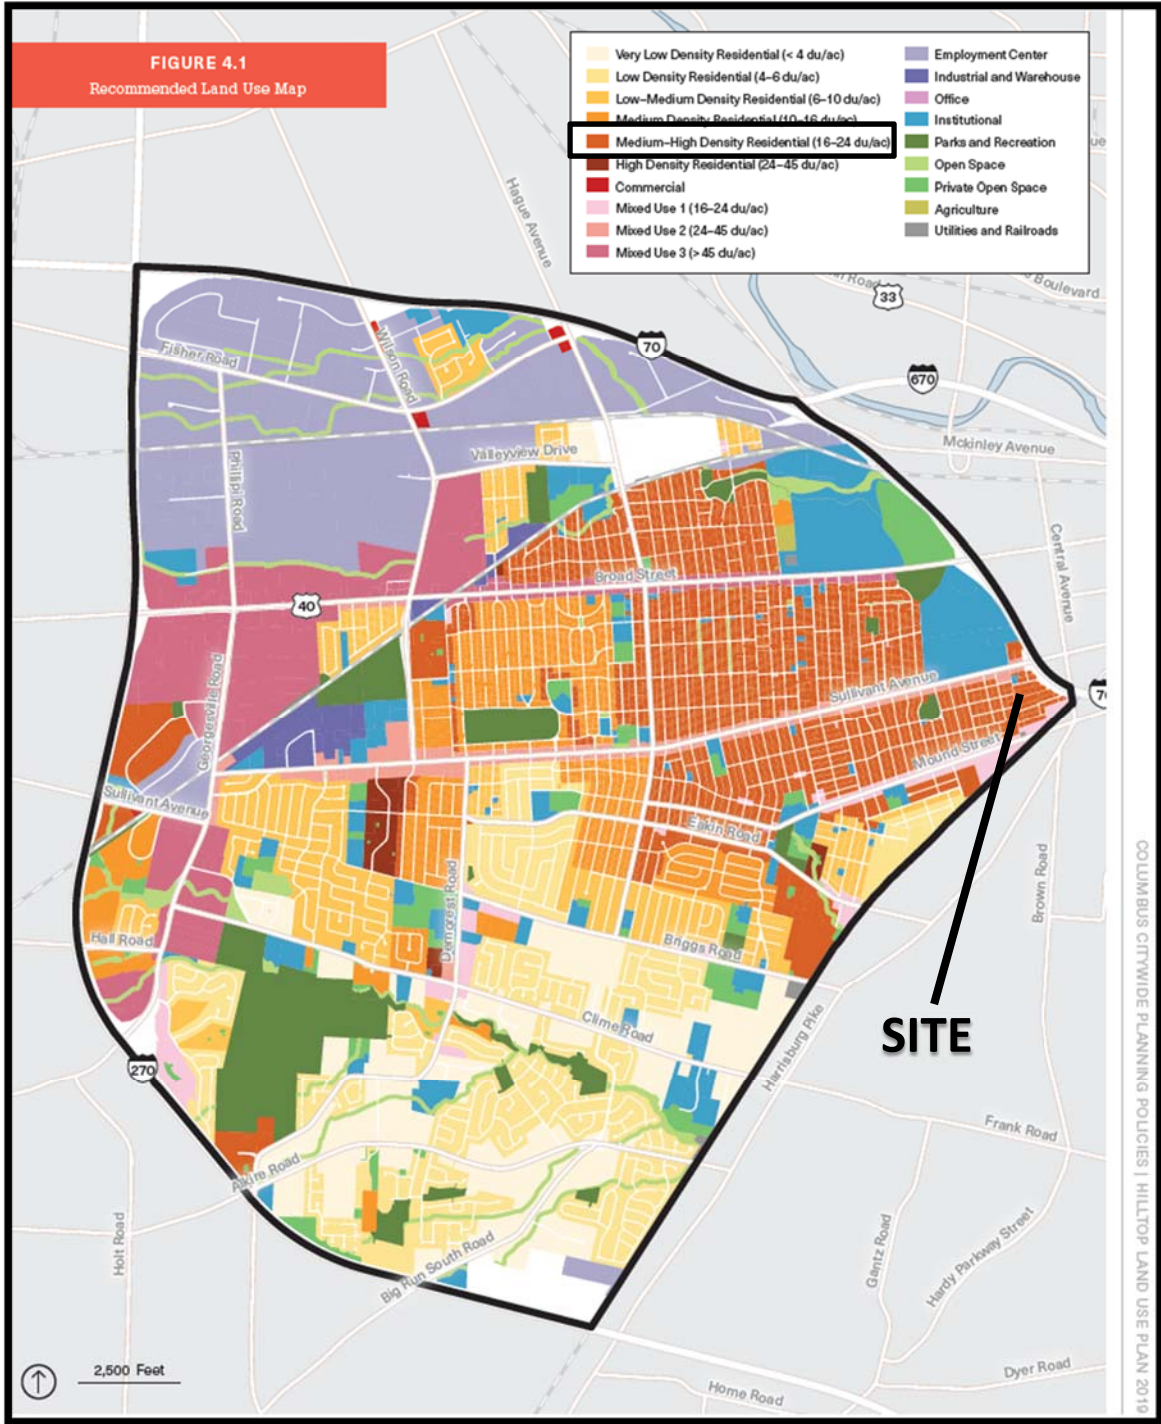 FIGURE 4.1
Recommended Land Use Map
Very Low Density Residential (< 4 du/ac)
Low Density Residential (4–6 du/ac)
Low–Medium Density Residential (6–10 du/ac)
Medium Density Residential (10–16 du/ac)
Medium–High Density Residential (16–24 du/ac)
High Density Residential (24–45 du/ac)
Commercial
Mixed Use 1 (16–24 du/ac)
Mixed Use 2 (24–45 du/ac)
Mixed Use 3 (> 45 du/ac)
Employment Center
Industrial and Warehouse
Office
Institutional
Parks and Recreation
Open Space
Private Open Space
Agriculture
Utilities and Railroads
Hague Avenue
Road
Boulevard
33
70
670
Fisher Road
Wilson Road
Mckinley Avenue
Valleyview Drive
Phillipi Road
Central Avenue
Broad Street
40
Georgesville Road
Sullivant Avenue
70
Mound Street
Sullivant Avenue
Eakin Road
Demorest Road
Brown Road
Hall Road
Briggs Road
Clime Road
SITE
Harrisburg Pike
270
Frank Road
Alkire Road
Holt Road
Big Run South Road
Gantz Road
Hardy Parkway Street
2,500 Feet
Dyer Road
Home Road
COLUMBUS CITYWIDE PLANNING POLICIES | HILLTOP LAND USE PLAN 2019